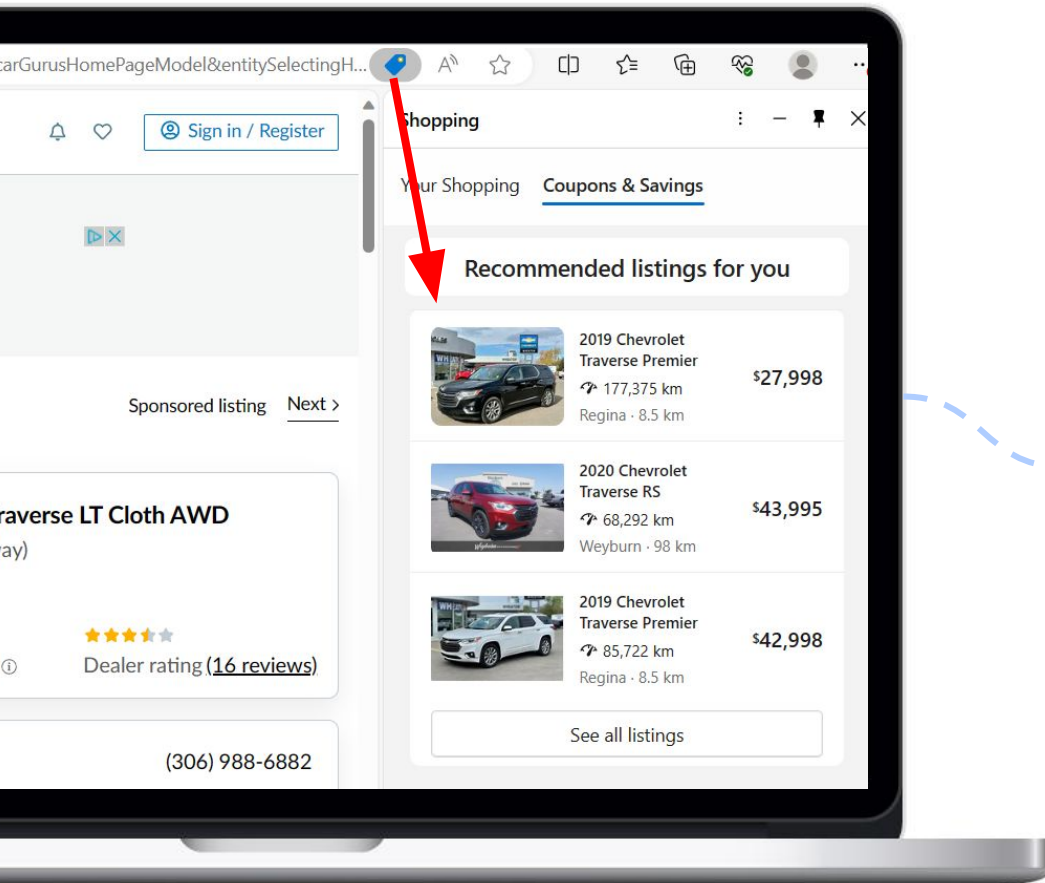 carGurusHomePageModel&entitySelectingH...
Sign in / Register
Sponsored listing Next >
raverse LT Cloth AWD
ay)
Dealer rating (16 reviews)
(306) 988-6882
Shopping
Your Shopping Coupons & Savings
Recommended listings for you
2019 Chevrolet
Traverse Premier
177,375 km
Regina · 8.5 km
$27,998
2020 Chevrolet
Traverse RS
68,292 km
Weyburn · 98 km
$43,995
2019 Chevrolet
Traverse Premier
85,722 km
Regina · 8.5 km
$42,998
See all listings